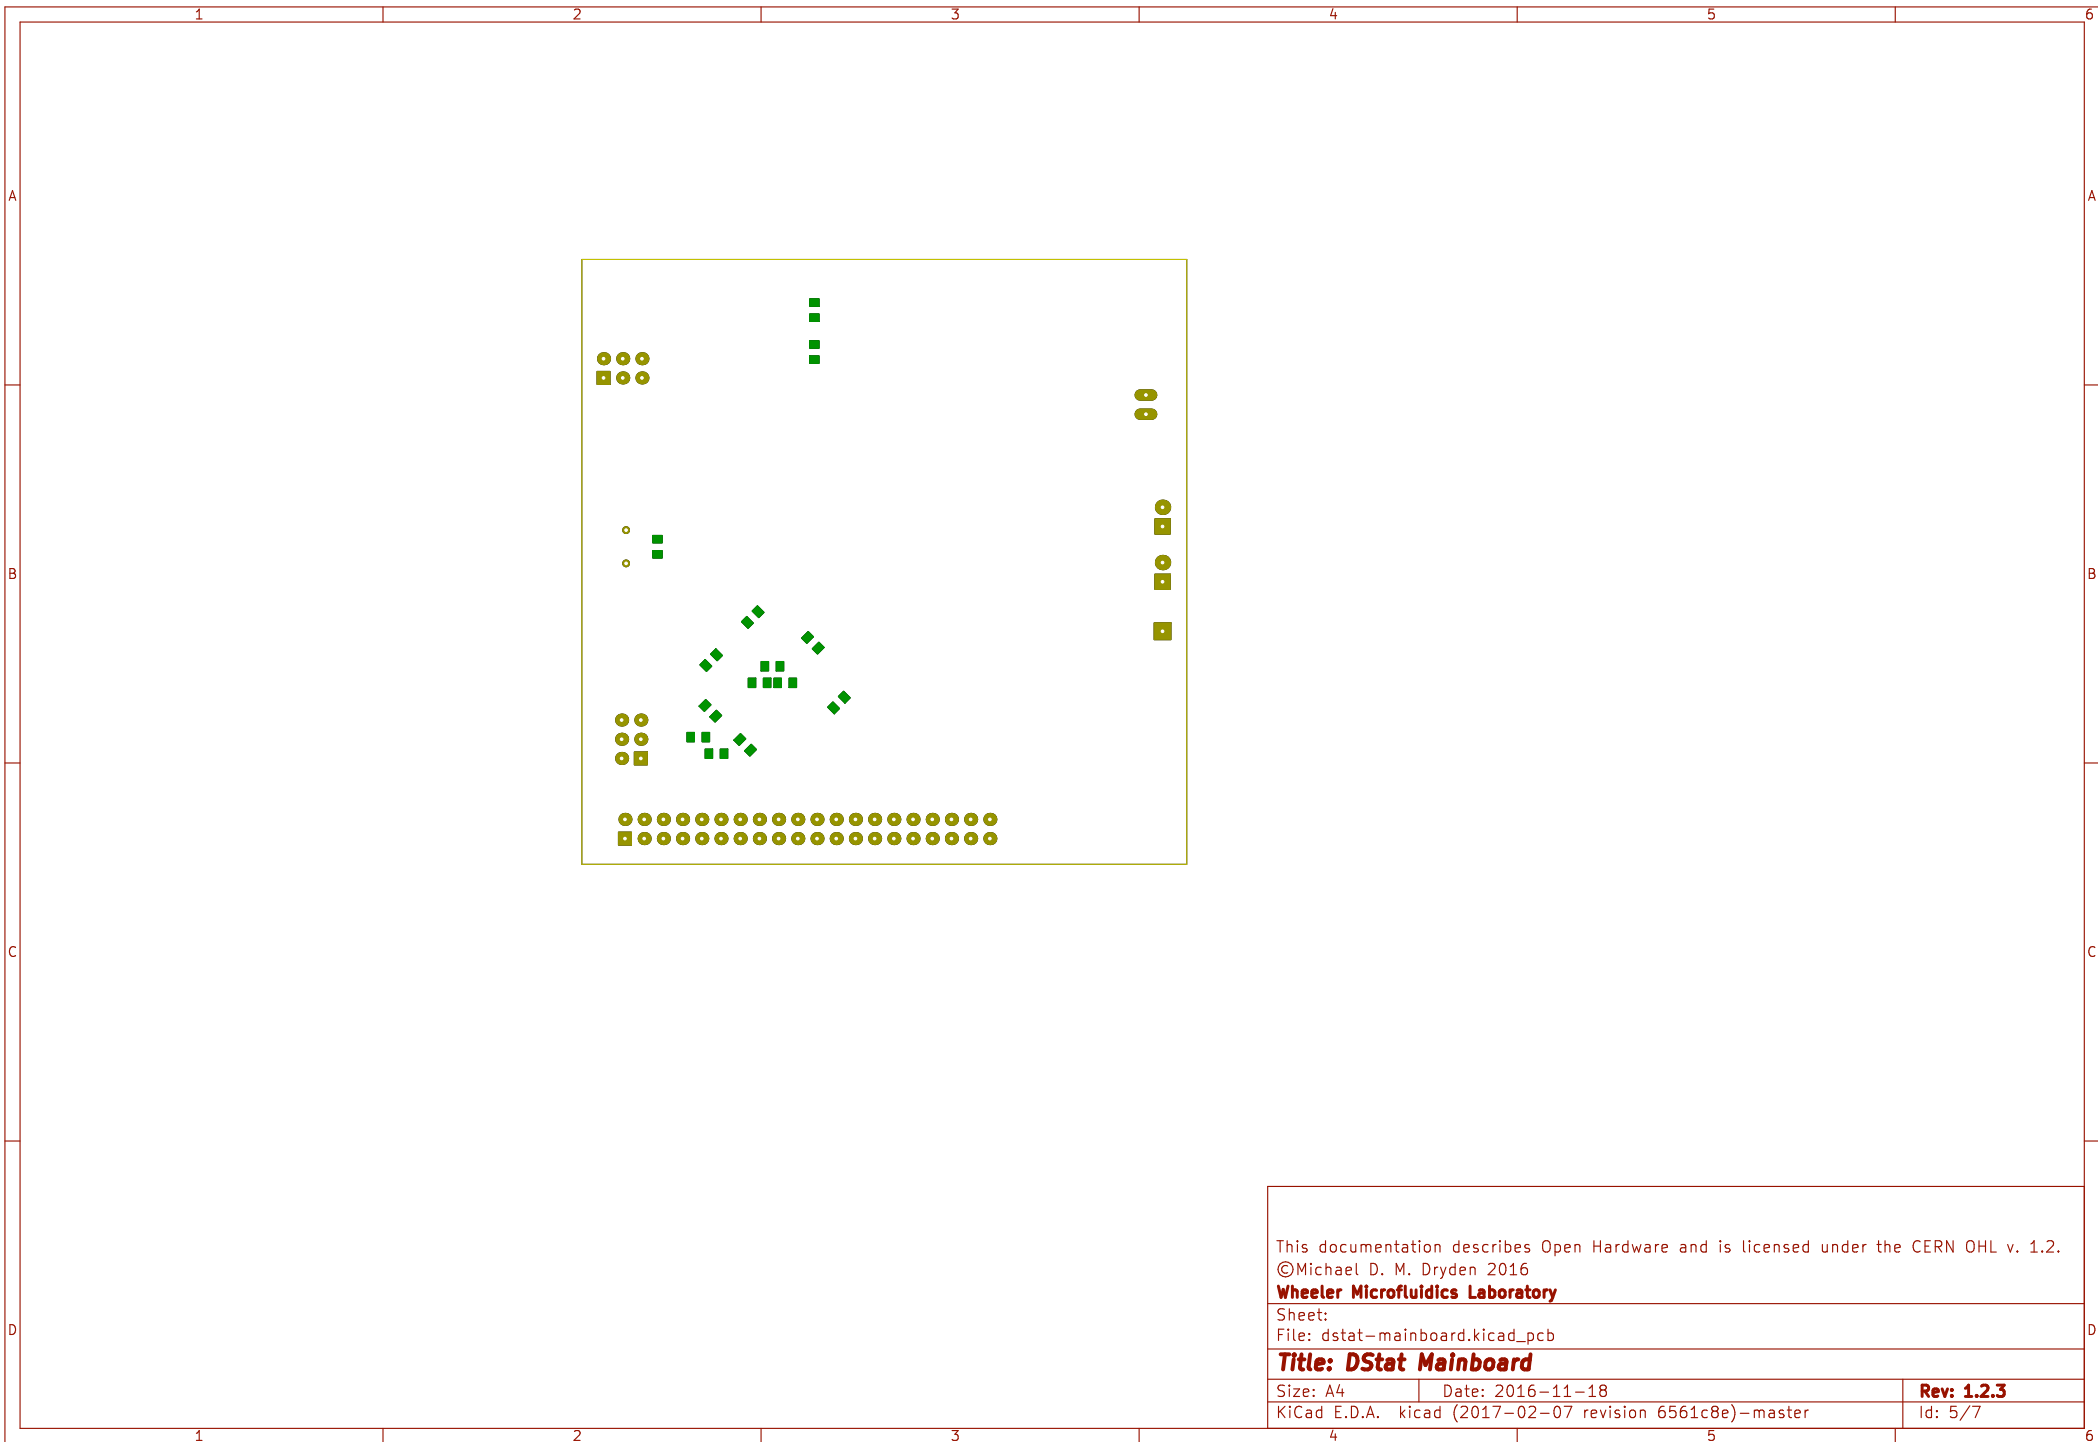 1 2 3 4 5 6
A A
B B
C C
D D
This documentation describes Open Hardware and is licensed under the CERN OHL v. 1.2.
©Michael D. M. Dryden 2016
Wheeler Microfluidics Laboratory
Sheet:
File: dstat-mainboard.kicad_pcb
Title: DStat Mainboard
Size: A4 Date: 2016-11-18 Rev: 1.2.3
KiCad E.D.A. kicad (2017-02-07 revision 6561c8e)-master Id: 5/7
1 2 3 4 5 6